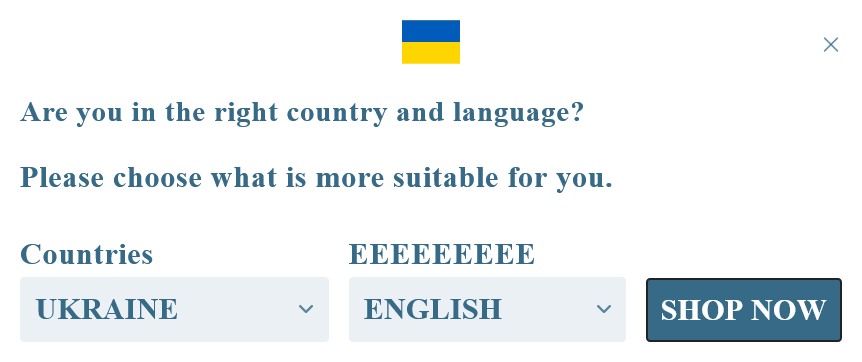 Are you in the right country and language?
Please choose what is more suitable for you.
Countries
EEEEEEEEE
UKRAINE
ENGLISH
SHOP NOW